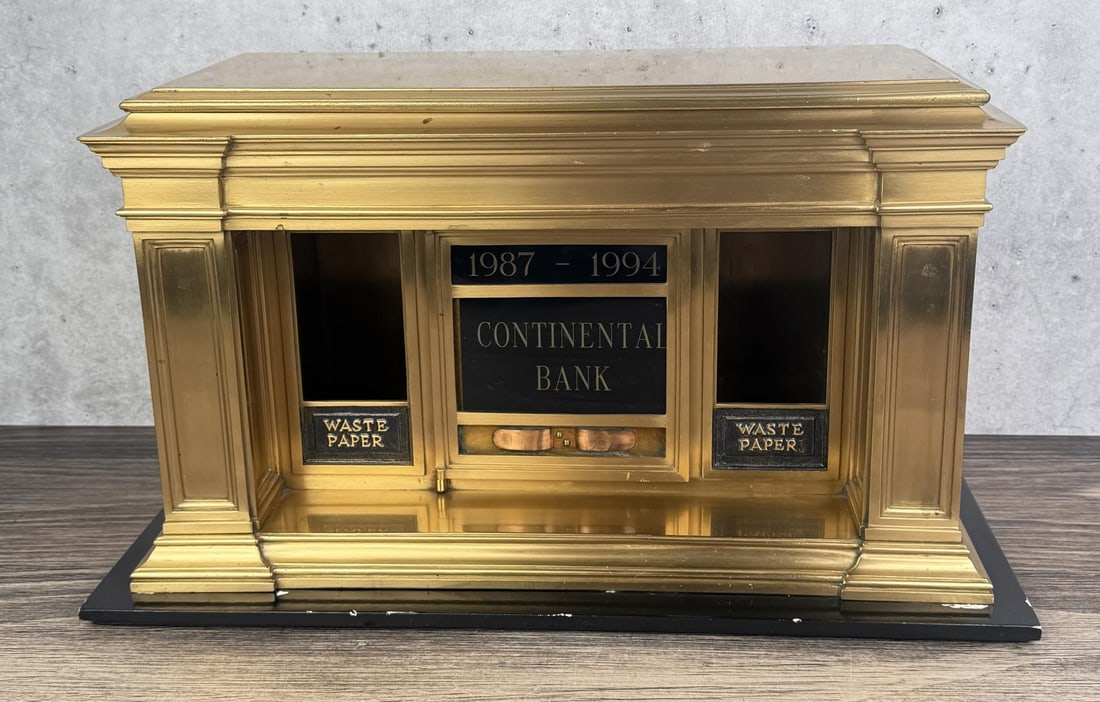 1987 - 1994
CONTINENTAL
BANK
WASTE
PAPER
WASTE
PAPER